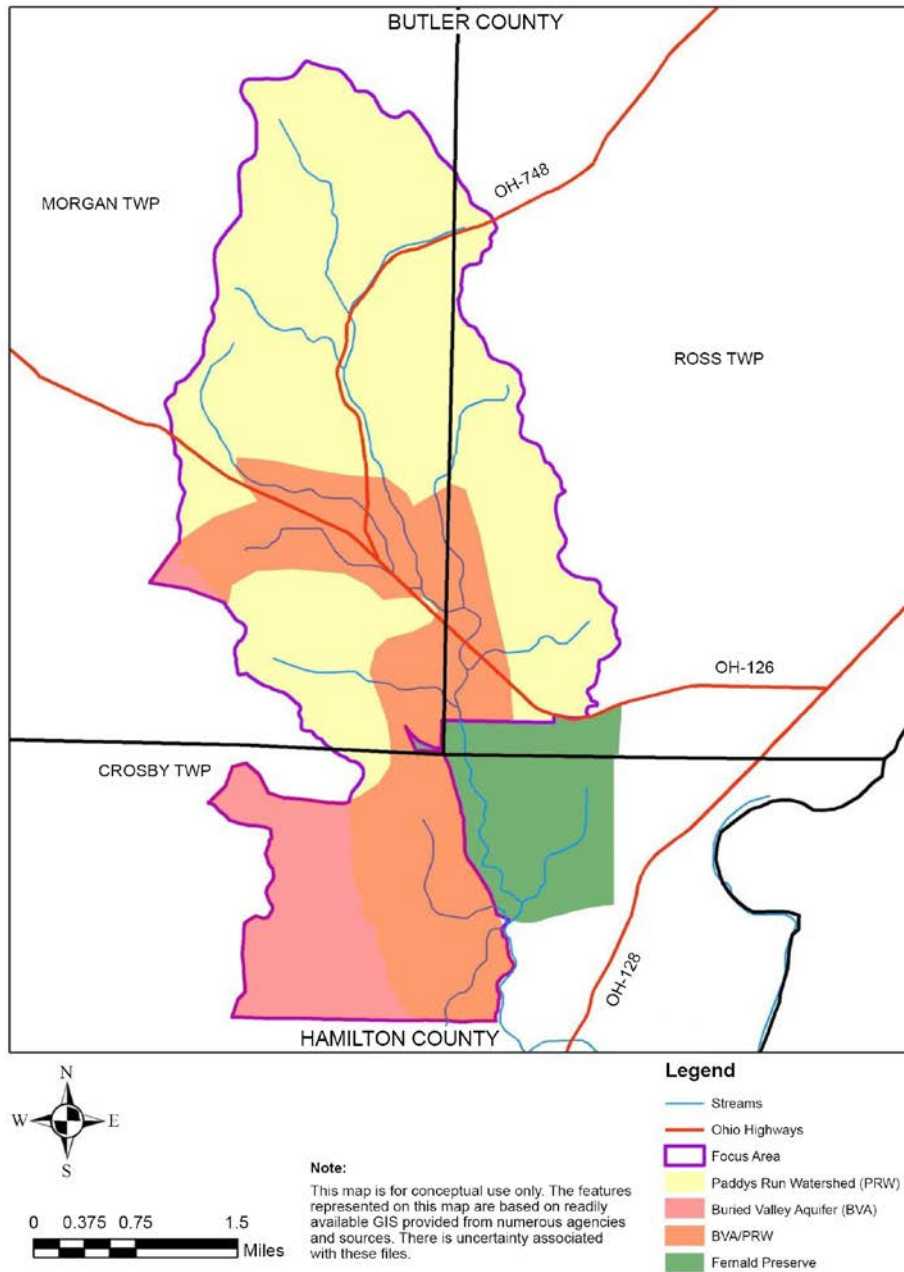 BUTLER COUNTY
OH-748
MORGAN TWP
ROSS TWP
OH-126
CROSBY TWP
OH-128
HAMILTON COUNTY
N
W E
S
0 0.375 0.75 1.5
Miles
Note:
This map is for conceptual use only. The features
represented on this map are based on readily
available GIS provided from numerous agencies
and sources. There is uncertainty associated
with these files.
Legend
Streams
Ohio Highways
Focus Area
Paddys Run Watershed (PRW)
Buried Valley Aquifer (BVA)
BVA/PRW
Fernald Preserve